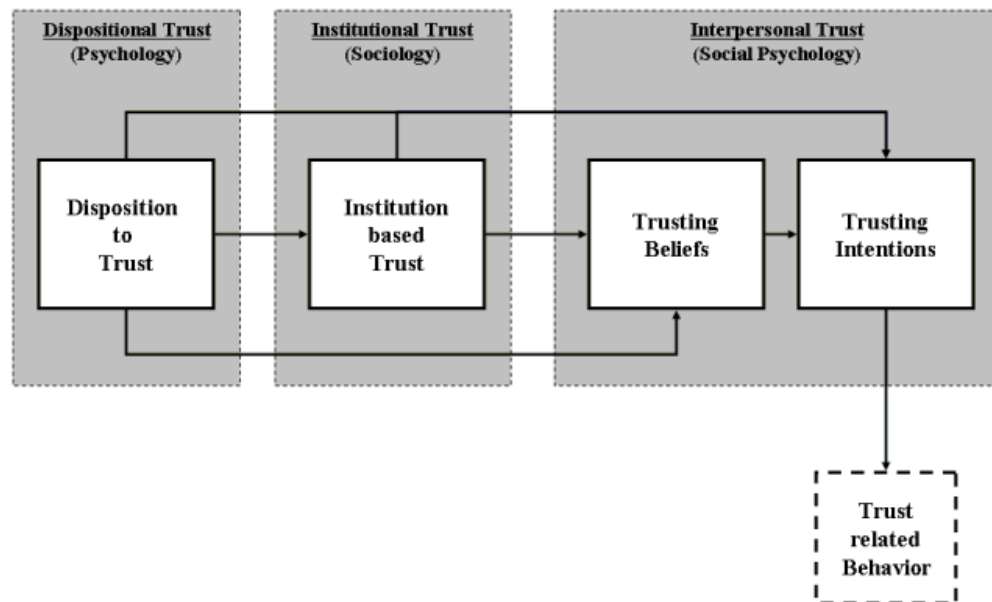 Dispositional Trust
(Psychology)
Institutional Trust
(Sociology)
Interpersonal Trust
(Social Psychology)
Disposition
to
Trust
Institution
based
Trust
Trusting
Beliefs
Trusting
Intentions
Trust
related
Behavior